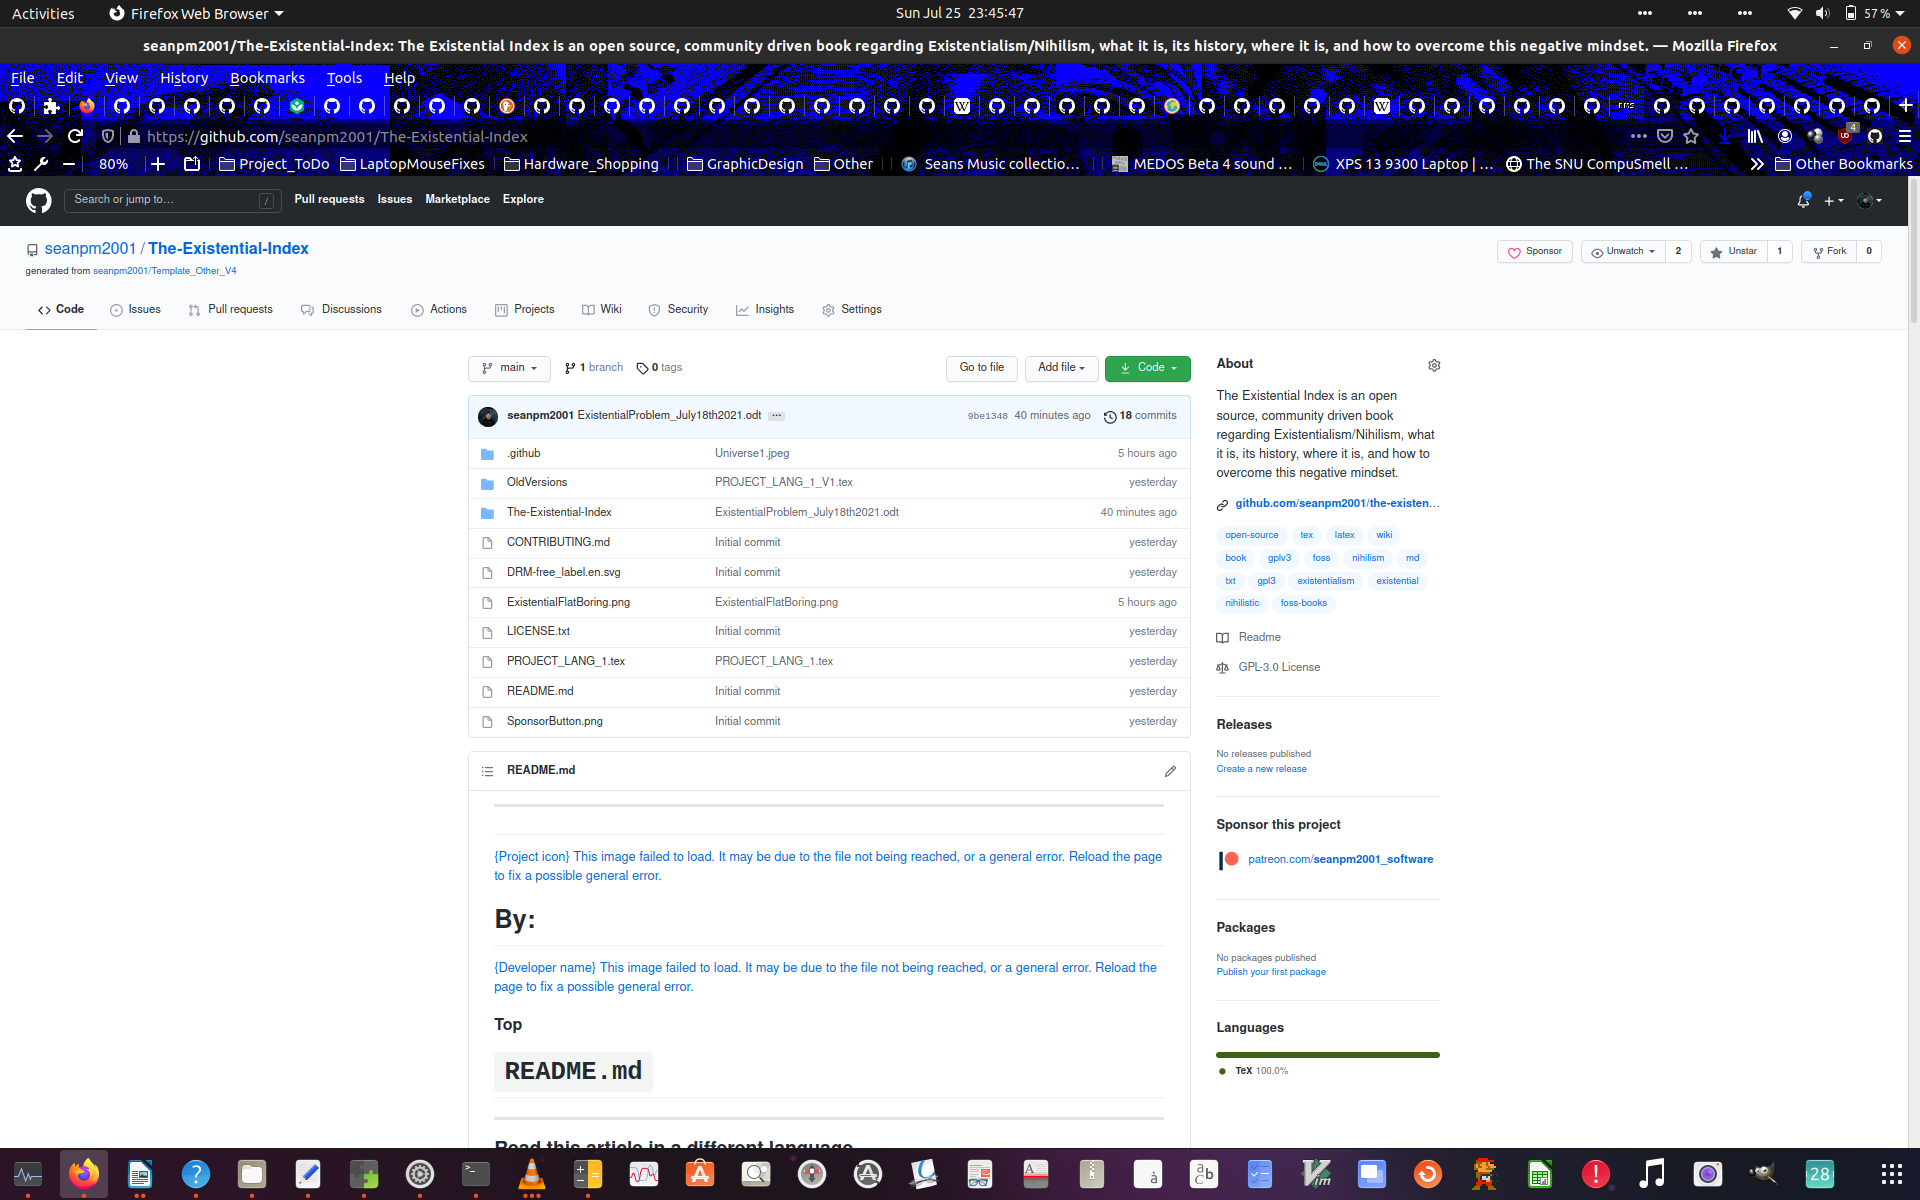 Activities Firefox Web Browser Sun Jul 25 23:45:47 57 %
seanpm2001/The-Existential-Index: The Existential Index is an open source, community driven book regarding Existentialism/Nihilism, what it is, its history, where it is, and how to overcome this negative mindset. — Mozilla Firefox
File Edit View History Bookmarks Tools Help
https://github.com/seanpm2001/The-Existential-Index 4
80% Project_ToDo LaptopMouseFixes Hardware_Shopping GraphicDesign Other Seans Music collectio… MEDOS Beta 4 sound … XPS 13 9300 Laptop | … The SNU CompuSmell … Other Bookmarks
Search or jump to… / Pull requests Issues Marketplace Explore
seanpm2001 / The-Existential-Index Sponsor Unwatch 2 Unstar 1 Fork 0
generated from seanpm2001/Template_Other_V4
Code Issues Pull requests Discussions Actions Projects Wiki Security Insights Settings
main 1 branch 0 tags Go to file Add file Code
seanpm2001 ExistentialProblem_July18th2021.odt ... 9be1348 40 minutes ago 18 commits
.github Universe1.jpeg 5 hours ago
OldVersions PROJECT_LANG_1_V1.tex yesterday
The-Existential-Index ExistentialProblem_July18th2021.odt 40 minutes ago
CONTRIBUTING.md Initial commit yesterday
DRM-free_label.en.svg Initial commit yesterday
ExistentialFlatBoring.png ExistentialFlatBoring.png 5 hours ago
LICENSE.txt Initial commit yesterday
PROJECT_LANG_1.tex PROJECT_LANG_1.tex yesterday
README.md Initial commit yesterday
SponsorButton.png Initial commit yesterday
README.md
{Project icon} This image failed to load. It may be due to the file not being reached, or a general error. Reload the page
to fix a possible general error.
By:
{Developer name} This image failed to load. It may be due to the file not being reached, or a general error. Reload the
page to fix a possible general error.
Top
README.md
Read this article in a different language
About
The Existential Index is an open
source, community driven book
regarding Existentialism/Nihilism, what
it is, its history, where it is, and how to
overcome this negative mindset.
github.com/seanpm2001/the-existen…
open-source tex latex wiki
book gplv3 foss nihilism md
txt gpl3 existentialism existential
nihilistic foss-books
Readme
GPL-3.0 License
Releases
No releases published
Create a new release
Sponsor this project
patreon.com/seanpm2001_software
Packages
No packages published
Publish your first package
Languages
TeX 100.0%
28